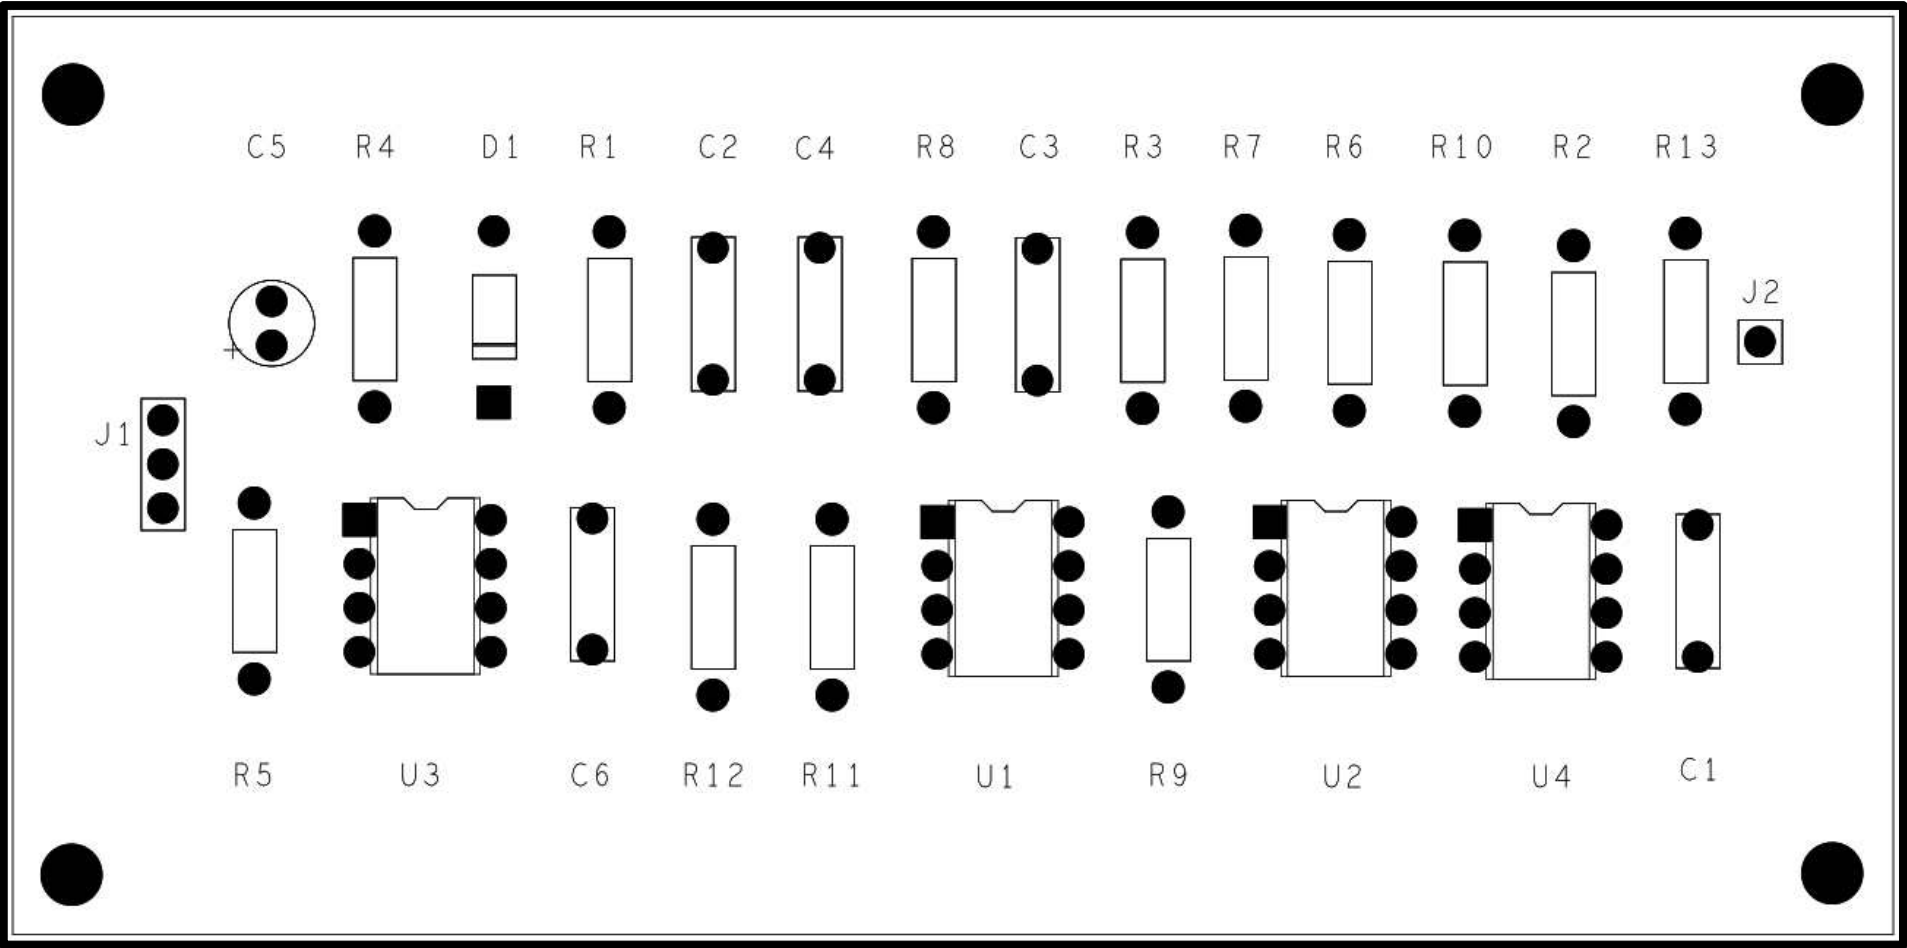 C5 R4 D1 R1 C2 C4 R8 C3 R3 R7 R6 R10 R2 R13
J2
+
J1
R5 U3 C6 R12 R11 U1 R9 U2 U4 C1